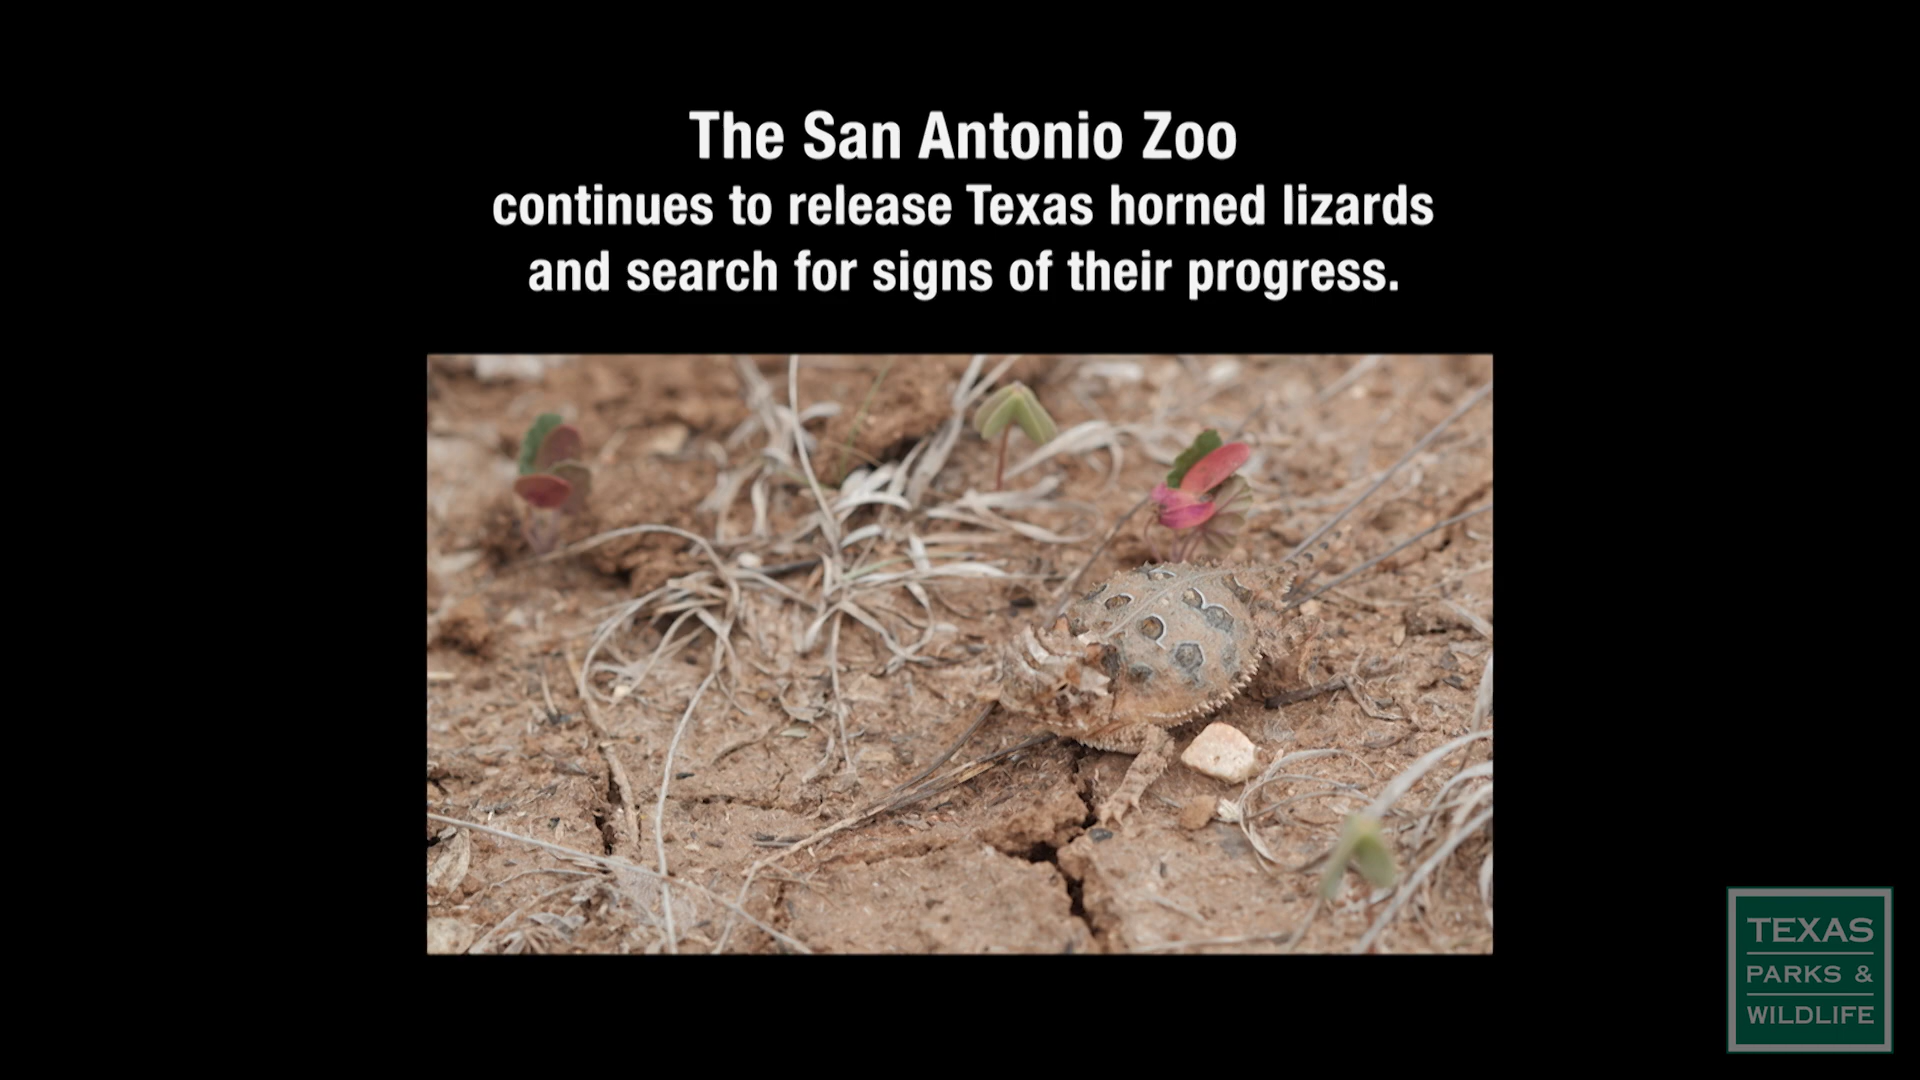 The San Antonio Zoo
continues to release Texas horned lizards
and search for signs of their progress.
TEXAS
PARKS &
WILDLIFE